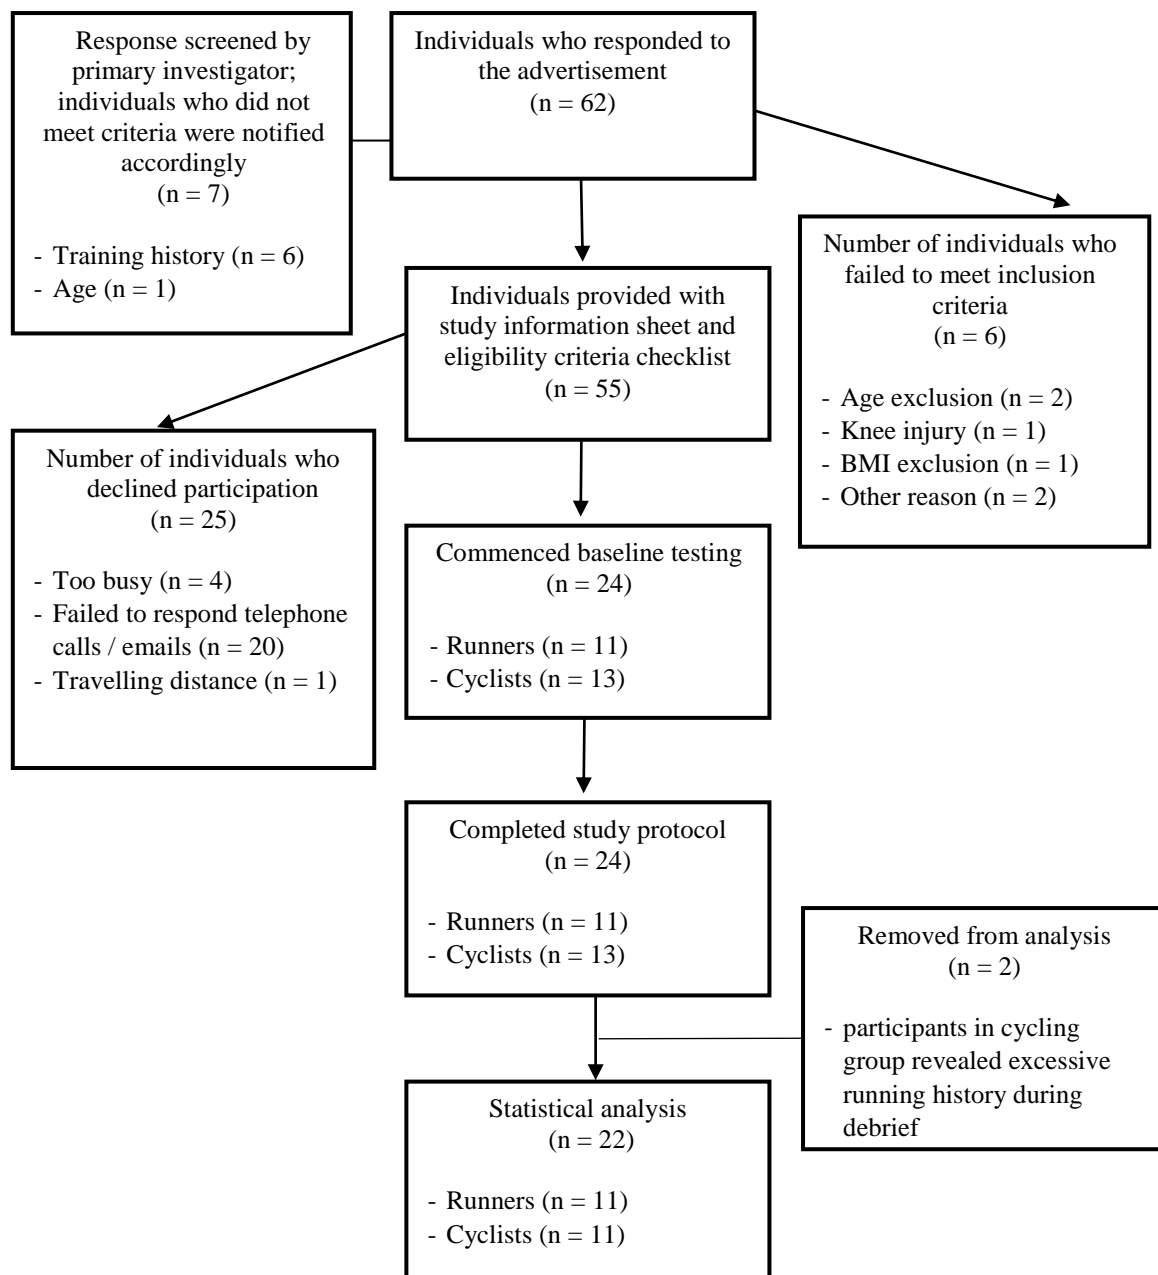 Response screened by
primary investigator;
individuals who did not
meet criteria were notified
accordingly
(n = 7)
- Training history (n = 6)
- Age (n = 1)
Individuals who responded to
the advertisement
(n = 62)
Number of individuals who
failed to meet inclusion
criteria
(n = 6)
- Age exclusion (n = 2)
- Knee injury (n = 1)
- BMI exclusion (n = 1)
- Other reason (n = 2)
Individuals provided with
study information sheet and
eligibility criteria checklist
(n = 55)
Number of individuals who
declined participation
(n = 25)
- Too busy (n = 4)
- Failed to respond telephone
calls / emails (n = 20)
- Travelling distance (n = 1)
Commenced baseline testing
(n = 24)
- Runners (n = 11)
- Cyclists (n = 13)
Completed study protocol
(n = 24)
- Runners (n = 11)
- Cyclists (n = 13)
Removed from analysis
(n = 2)
- participants in cycling
group revealed excessive
running history during
debrief
Statistical analysis
(n = 22)
- Runners (n = 11)
- Cyclists (n = 11)